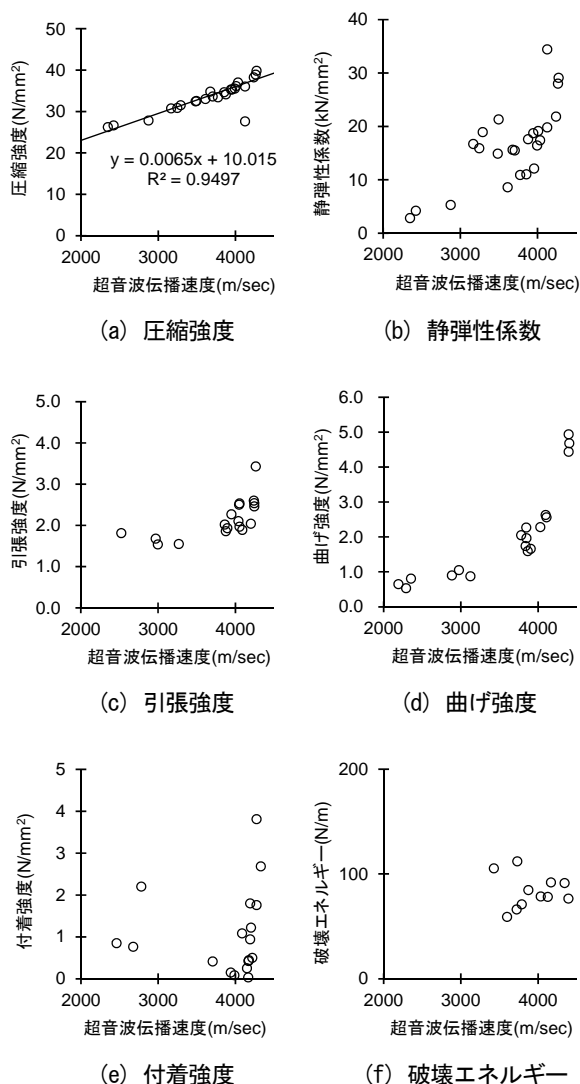 圧縮強度(N/mm²)
50
40
30
20
10
0
y = 0.0065x + 10.015
R² = 0.9497
2000 3000 4000
超音波伝播速度(m/sec)
(a) 圧縮強度
静弾性係数(kN/mm²)
40
30
20
10
0
2000 3000 4000
超音波伝播速度(m/sec)
(b) 静弾性係数
引張強度(N/mm²)
5.0
4.0
3.0
2.0
1.0
0.0
2000 3000 4000
超音波伝播速度(m/sec)
(c) 引張強度
曲げ強度(N/mm²)
6.0
5.0
4.0
3.0
2.0
1.0
0.0
2000 3000 4000
超音波伝播速度(m/sec)
(d) 曲げ強度
付着強度(N/mm²)
5
4
3
2
1
0
2000 3000 4000
超音波伝播速度(m/sec)
(e) 付着強度
破壊エネルギー(N/m)
200
100
0
2000 3000 4000
超音波伝播速度(m/sec)
(f) 破壊エネルギー